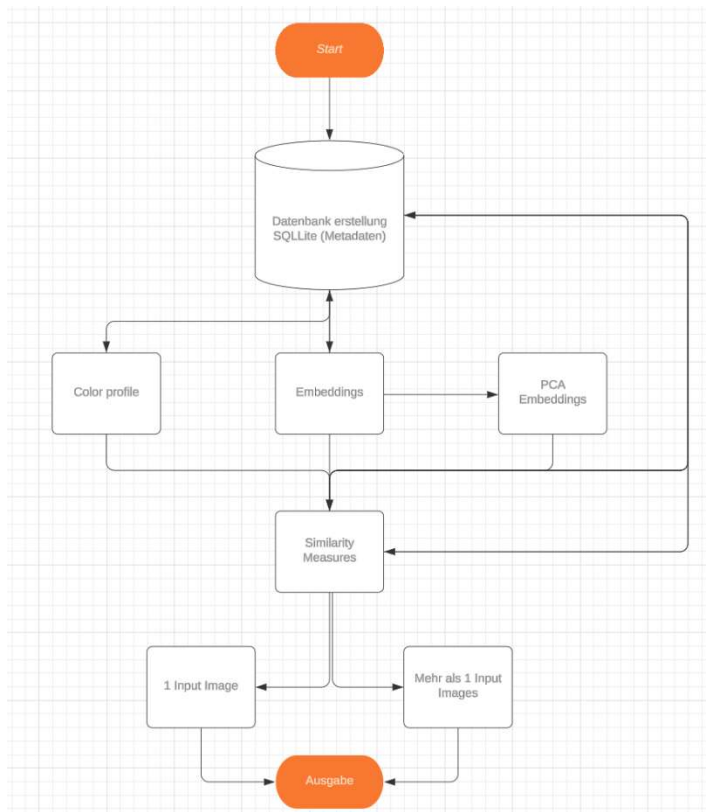 Start
Datenbank erstellung
SQLLite (Metadaten)
Color profile
Embeddings
PCA
Embeddings
Similarity
Measures
1 Input Image
Mehr als 1 Input
Images
Ausgabe